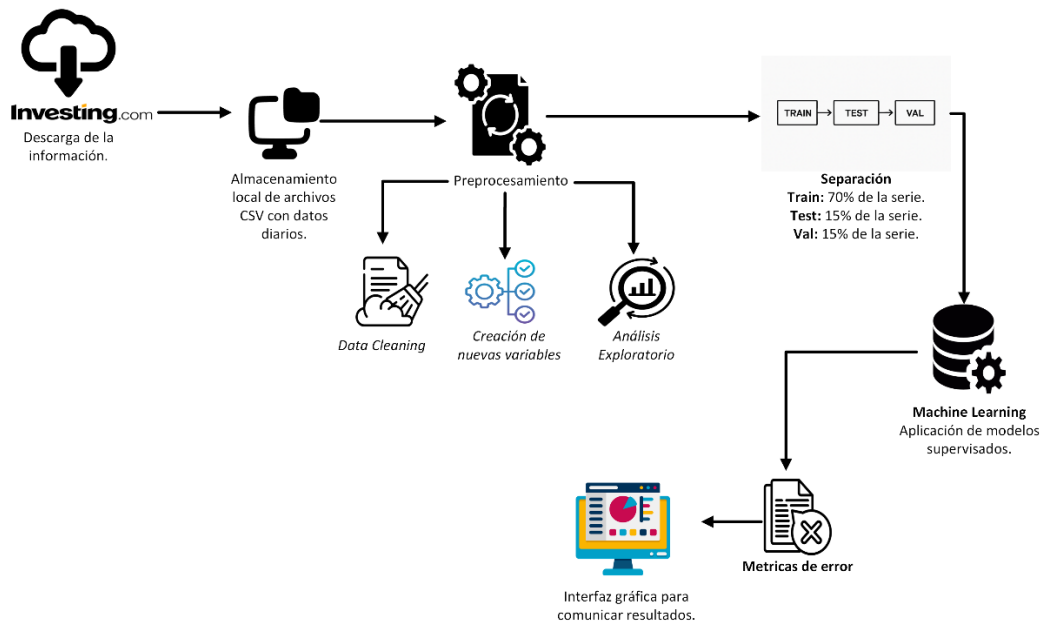 Investing.com
Descarga de la
información.
Almacenamiento
local de archivos
CSV con datos
diarios.
Preprocesamiento
Data Cleaning
Creación de
nuevas variables
Análisis
Exploratorio
TRAIN
TEST
VAL
Separación
Train: 70% de la serie.
Test: 15% de la serie.
Val: 15% de la serie.
Machine Learning
Aplicación de modelos
supervisados.
Metricas de error
Interfaz gráfica para
comunicar resultados.